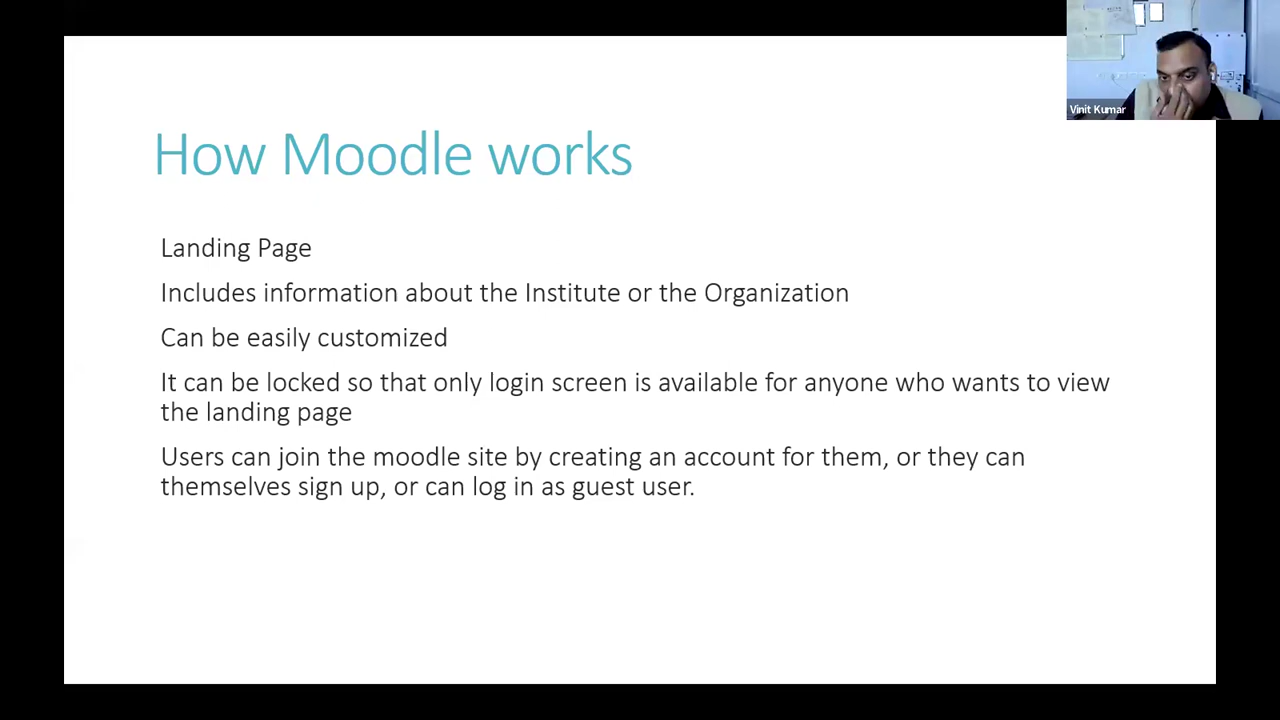 How Moodle works
Landing Page
Includes information about the Institute or the Organization
Can be easily customized
It can be locked so that only login screen is available for anyone who wants to view
the landing page
Users can join the moodle site by creating an account for them, or they can
themselves sign up, or can log in as guest user.
Vinit Kumar